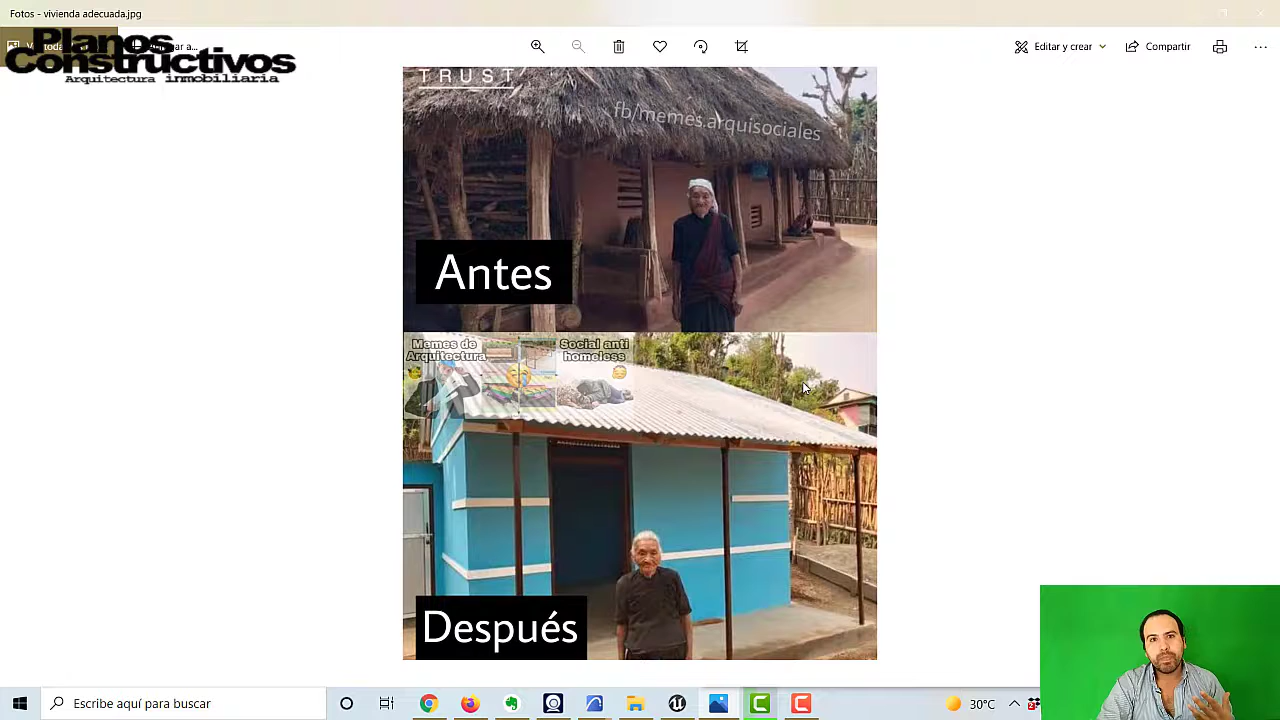 Fotos - vivienda adecuada.jpg
Planos
Constructivos
Arquitectura inmobiliaria
Editar y crear
Compartir
TRUST
fb/memes.arquisociales
Antes
Memes de
Arquitectura
Social anti
homeless
Después
Escribe aquí para buscar
30°C